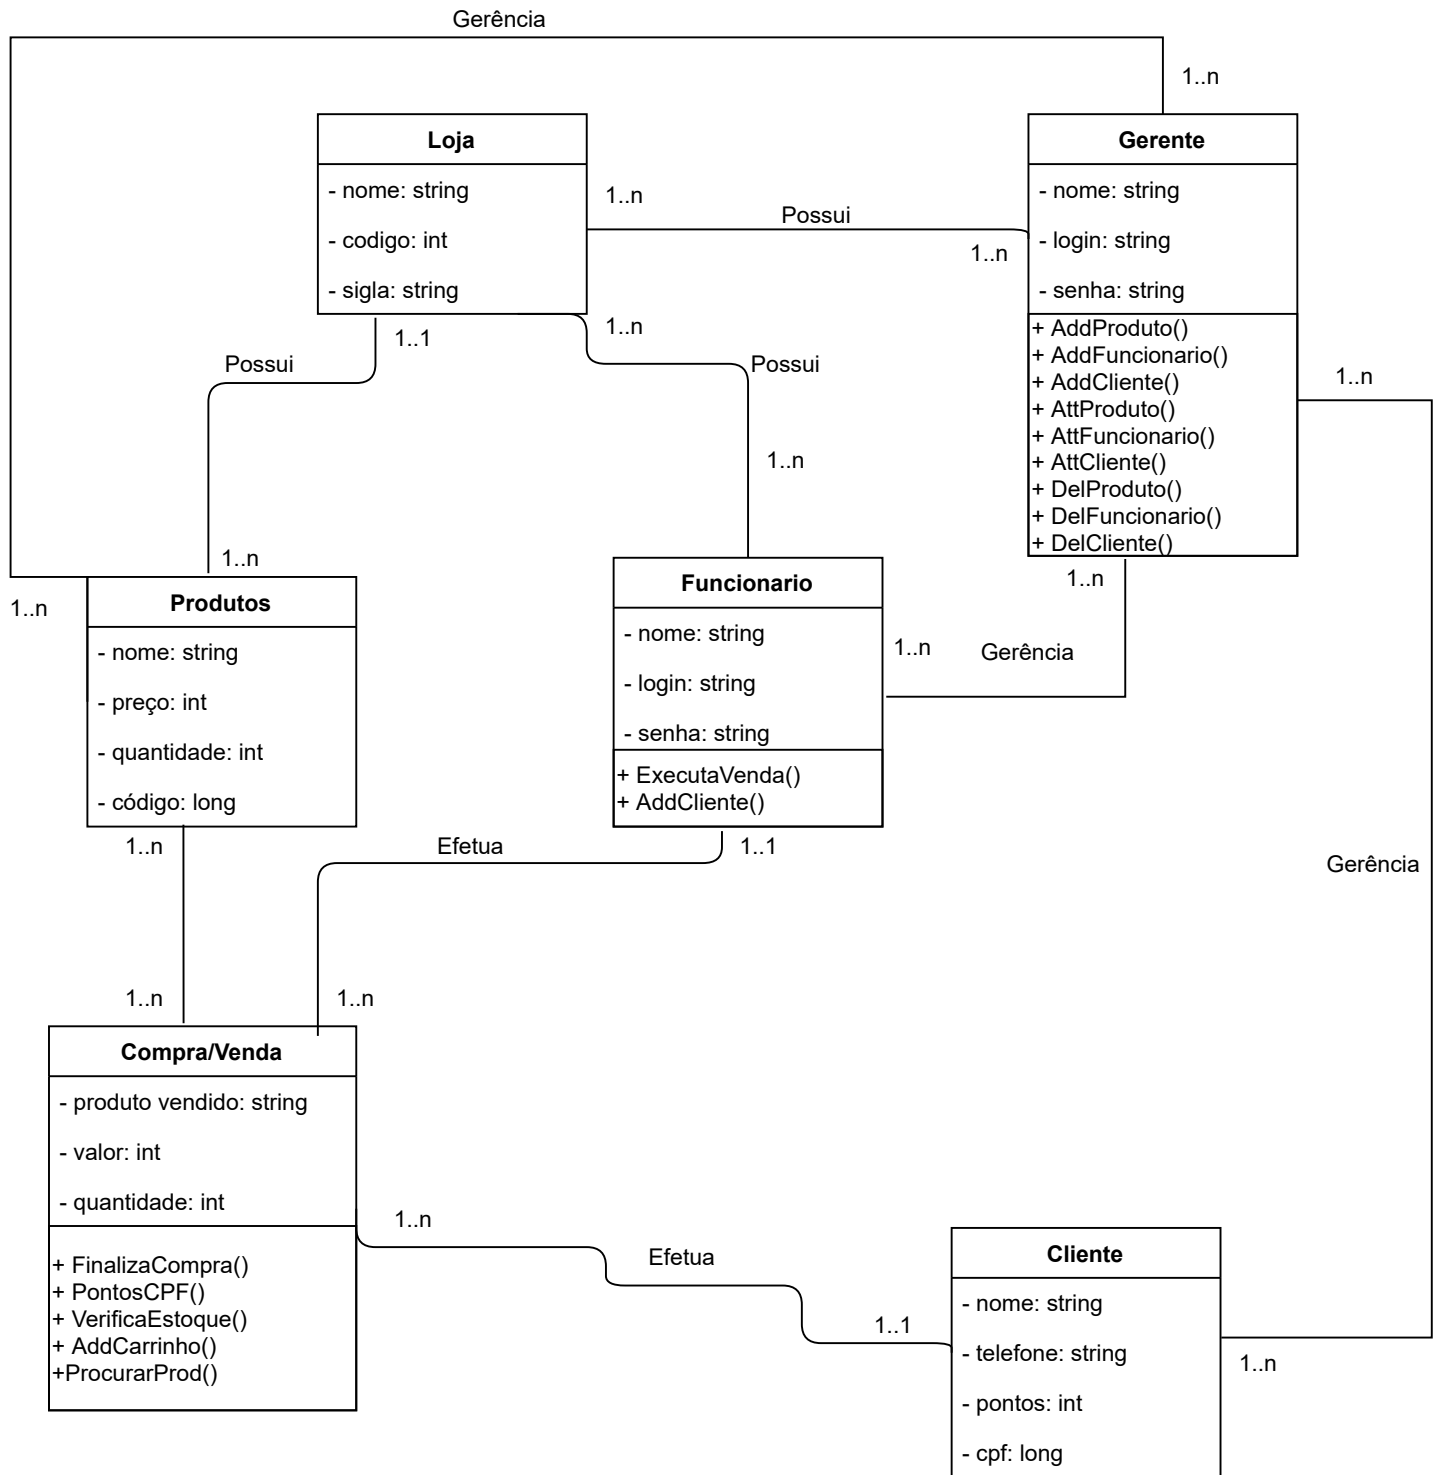 Gerência
1..n
Loja
- nome: string
- codigo: int
- sigla: string
Gerente
- nome: string
- login: string
- senha: string
+ AddProduto()
+ AddFuncionario()
+ AddCliente()
+ AttProduto()
+ AttFuncionario()
+ AttCliente()
+ DelProduto()
+ DelFuncionario()
+ DelCliente()
1..n
Possui
1..n
1..n
1..1
Possui
Possui
1..n
1..n
1..n
1..n
1..n
Produtos
- nome: string
- preço: int
- quantidade: int
- código: long
Funcionario
- nome: string
- login: string
- senha: string
+ ExecutaVenda()
+ AddCliente()
1..n
Gerência
1..n
Efetua
1..1
Gerência
1..n
1..n
Compra/Venda
- produto vendido: string
- valor: int
- quantidade: int
+ FinalizaCompra()
+ PontosCPF()
+ VerificaEstoque()
+ AddCarrinho()
+ProcurarProd()
1..n
Efetua
1..1
Cliente
- nome: string
- telefone: string
- pontos: int
- cpf: long
1..n